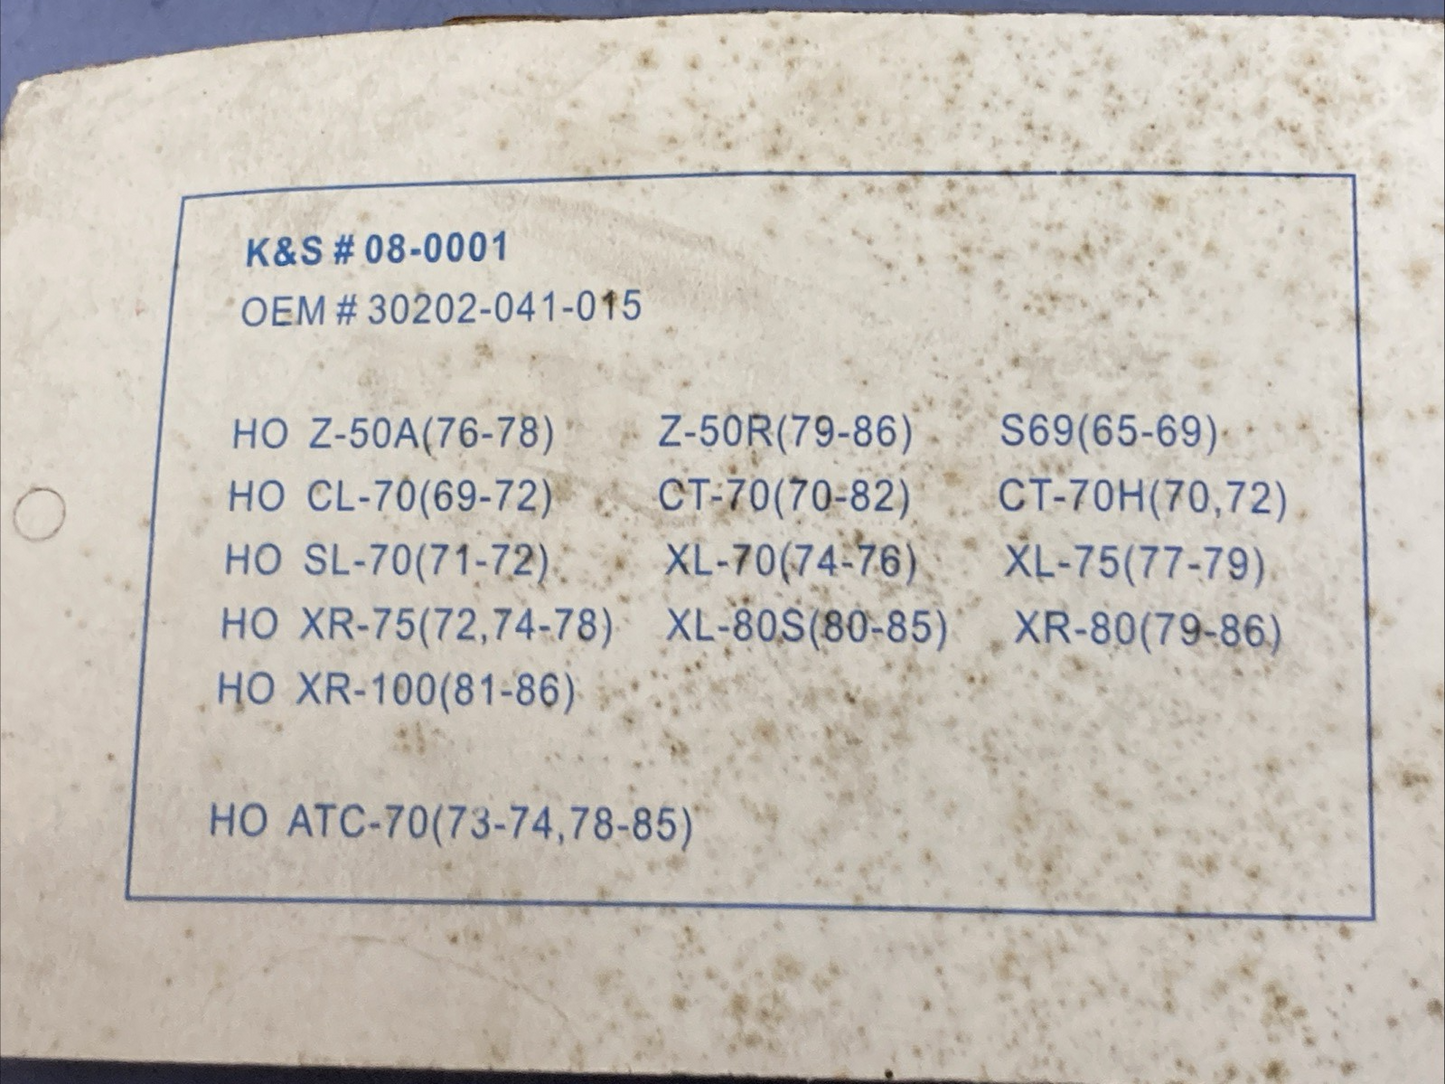 K&S # 08-0001
OEM # 30202-041-015
HO Z-50A(76-78) Z-50R(79-86) S69(65-69)
HO CL-70(69-72) CT-70(70-82) CT-70H(70,72)
HO SL-70(71-72) XL-70(74-76) XL-75(77-79)
HO XR-75(72,74-78) XL-80S(80-85) XR-80(79-86)
HO XR-100(81-86)
HO ATC-70(73-74,78-85)